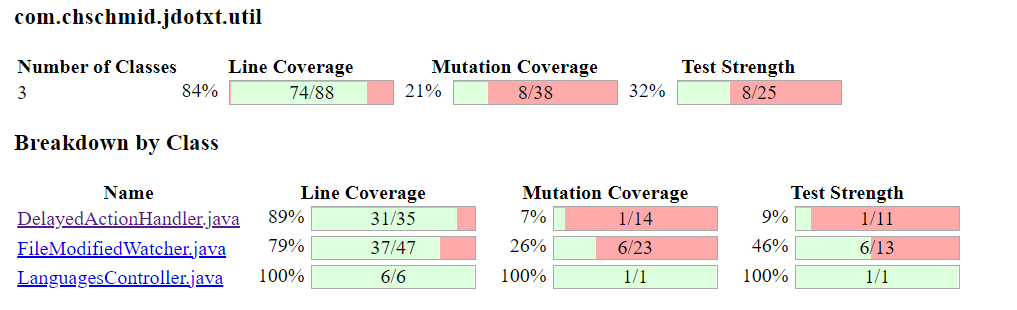 com.chschmid.jdotxt.util
Number of Classes Line Coverage Mutation Coverage Test Strength
3 84% 74/88 21% 8/38 32% 8/25
Breakdown by Class
Name Line Coverage Mutation Coverage Test Strength
DelayedActionHandler.java 89% 31/35 7% 1/14 9% 1/11
FileModifiedWatcher.java 79% 37/47 26% 6/23 46% 6/13
LanguagesController.java 100% 6/6 100% 1/1 100% 1/1